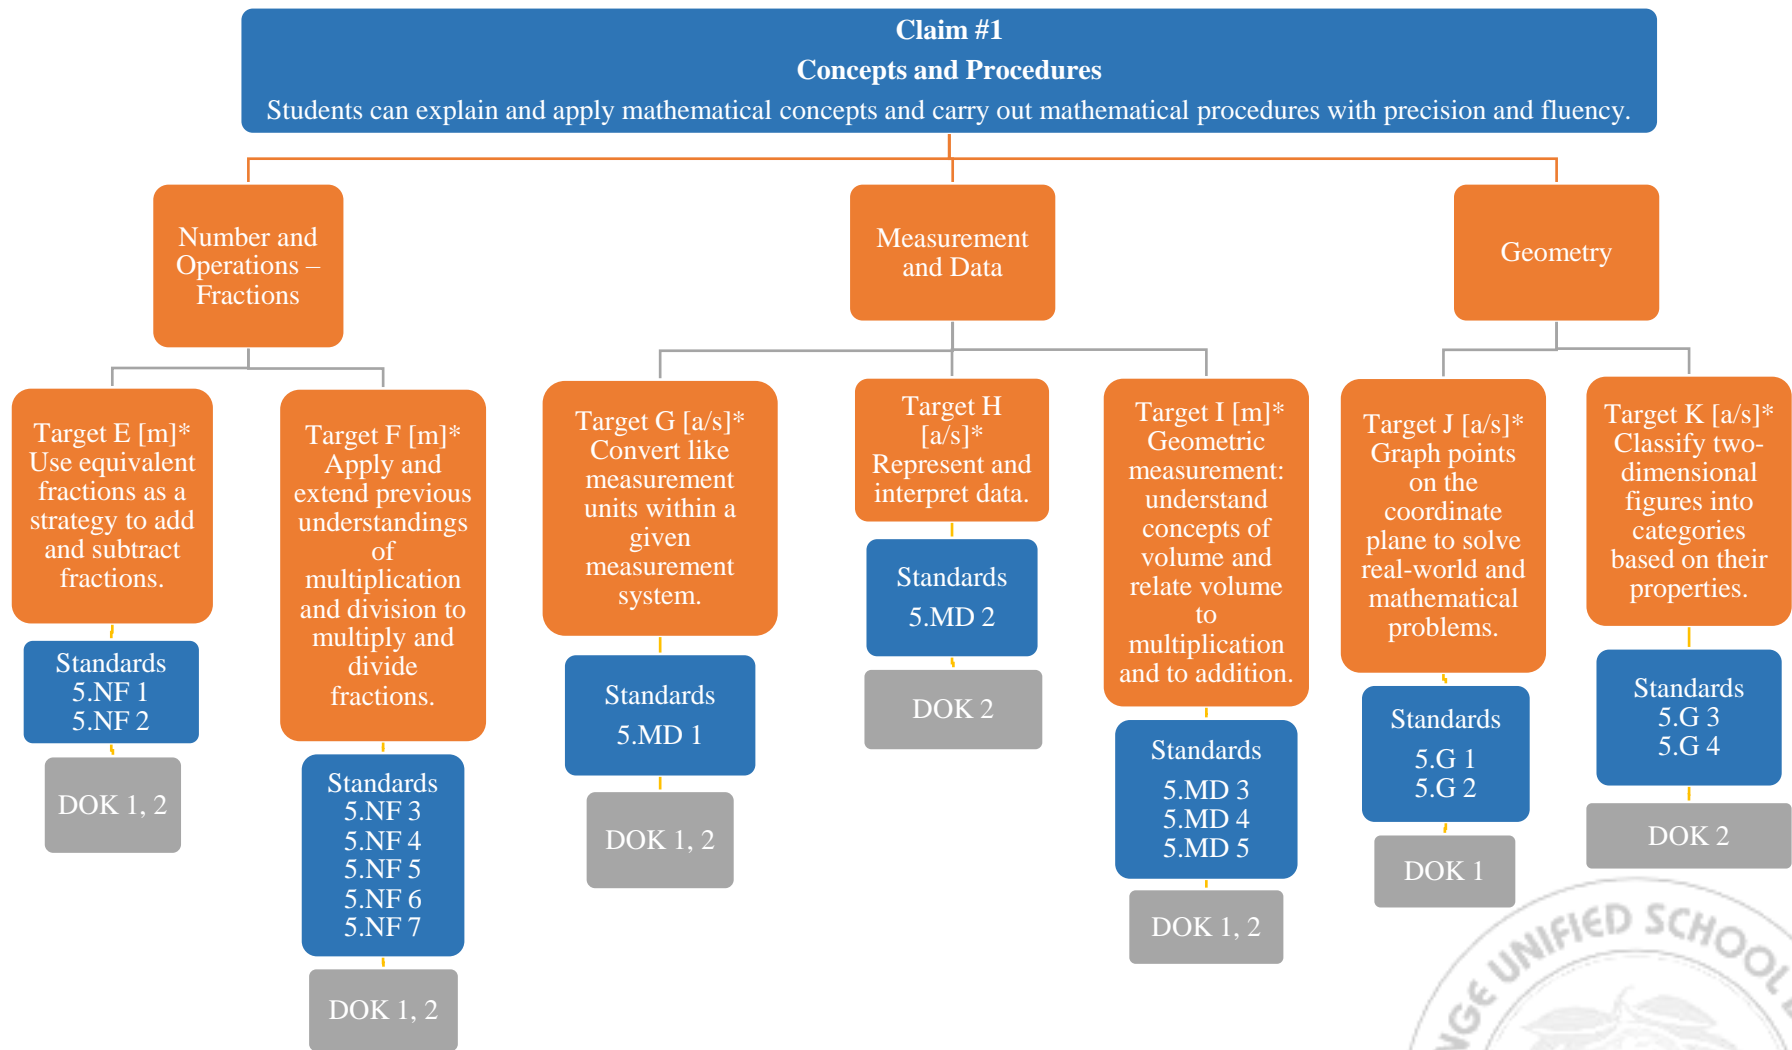 Claim #1
Concepts and Procedures
Students can explain and apply mathematical concepts and carry out mathematical procedures with precision and fluency.
Number and
Operations –
Fractions
Measurement
and Data
Geometry
Target E [m]*
Use equivalent
fractions as a
strategy to add
and subtract
fractions.
Standards
5.NF 1
5.NF 2
DOK 1, 2
Target F [m]*
Apply and
extend previous
understandings
of
multiplication
and division to
multiply and
divide
fractions.
Standards
5.NF 3
5.NF 4
5.NF 5
5.NF 6
5.NF 7
DOK 1, 2
Target G [a/s]*
Convert like
measurement
units within a
given
measurement
system.
Standards
5.MD 1
DOK 1, 2
Target H
[a/s]*
Represent and
interpret data.
Standards
5.MD 2
DOK 2
Target I [m]*
Geometric
measurement:
understand
concepts of
volume and
relate volume
to
multiplication
and to addition.
Standards
5.MD 3
5.MD 4
5.MD 5
DOK 1, 2
Target J [a/s]*
Graph points
on the
coordinate
plane to solve
real-world and
mathematical
problems.
Standards
5.G 1
5.G 2
DOK 1
Target K [a/s]*
Classify two-
dimensional
figures into
categories
based on their
properties.
Standards
5.G 3
5.G 4
DOK 2
UNIFIED SCHOOL